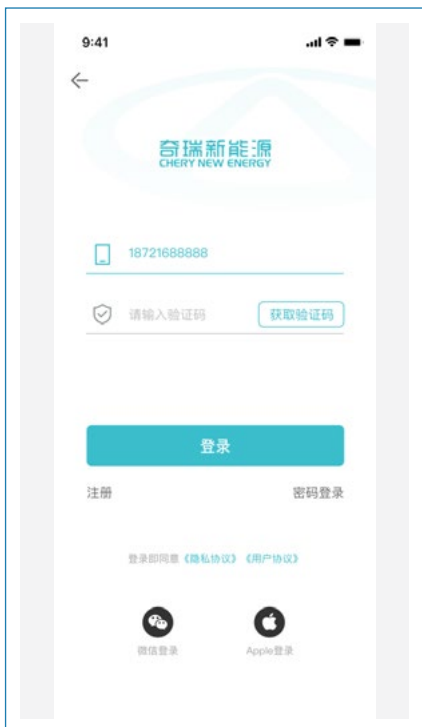 9:41
奇瑞新能源
CHERY NEW ENERGY
18721688888
请输入验证码 获取验证码
登录
注册 密码登录
登录即同意《隐私协议》《用户协议》
微信登录 Apple登录